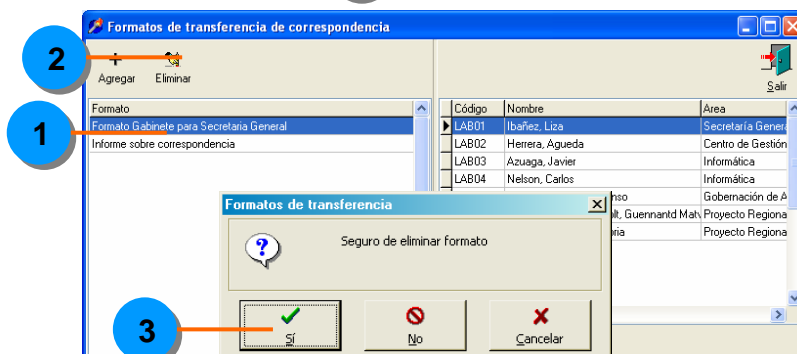 Formatos de transferencia de correspondencia
2
Agregar Eliminar
Salir
Formato
Código Nombre Area
1
Formato Gabinete para Secretaria General
LAB01 Ibañez, Liza Secretaría Genera
Informe sobre correspondencia
LAB02 Herrera, Agueda Centro de Gestión
LAB03 Azuaga, Javier Informática
LAB04 Nelson, Carlos Informática
nso Gobernación de A
Formatos de transferencia
Guennantd Proyecto Regiona
Proyecto Regiona
Seguro de eliminar formato
3
Sí No Cancelar